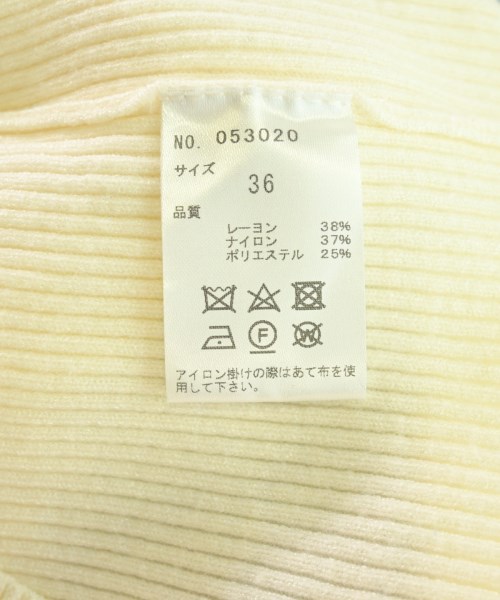 NO. 053020
サイズ
36
品質
レーヨン 38%
ナイロン 37%
ポリエステル 25%
F
W
アイロン掛けの際はあて布を使
用して下さい。